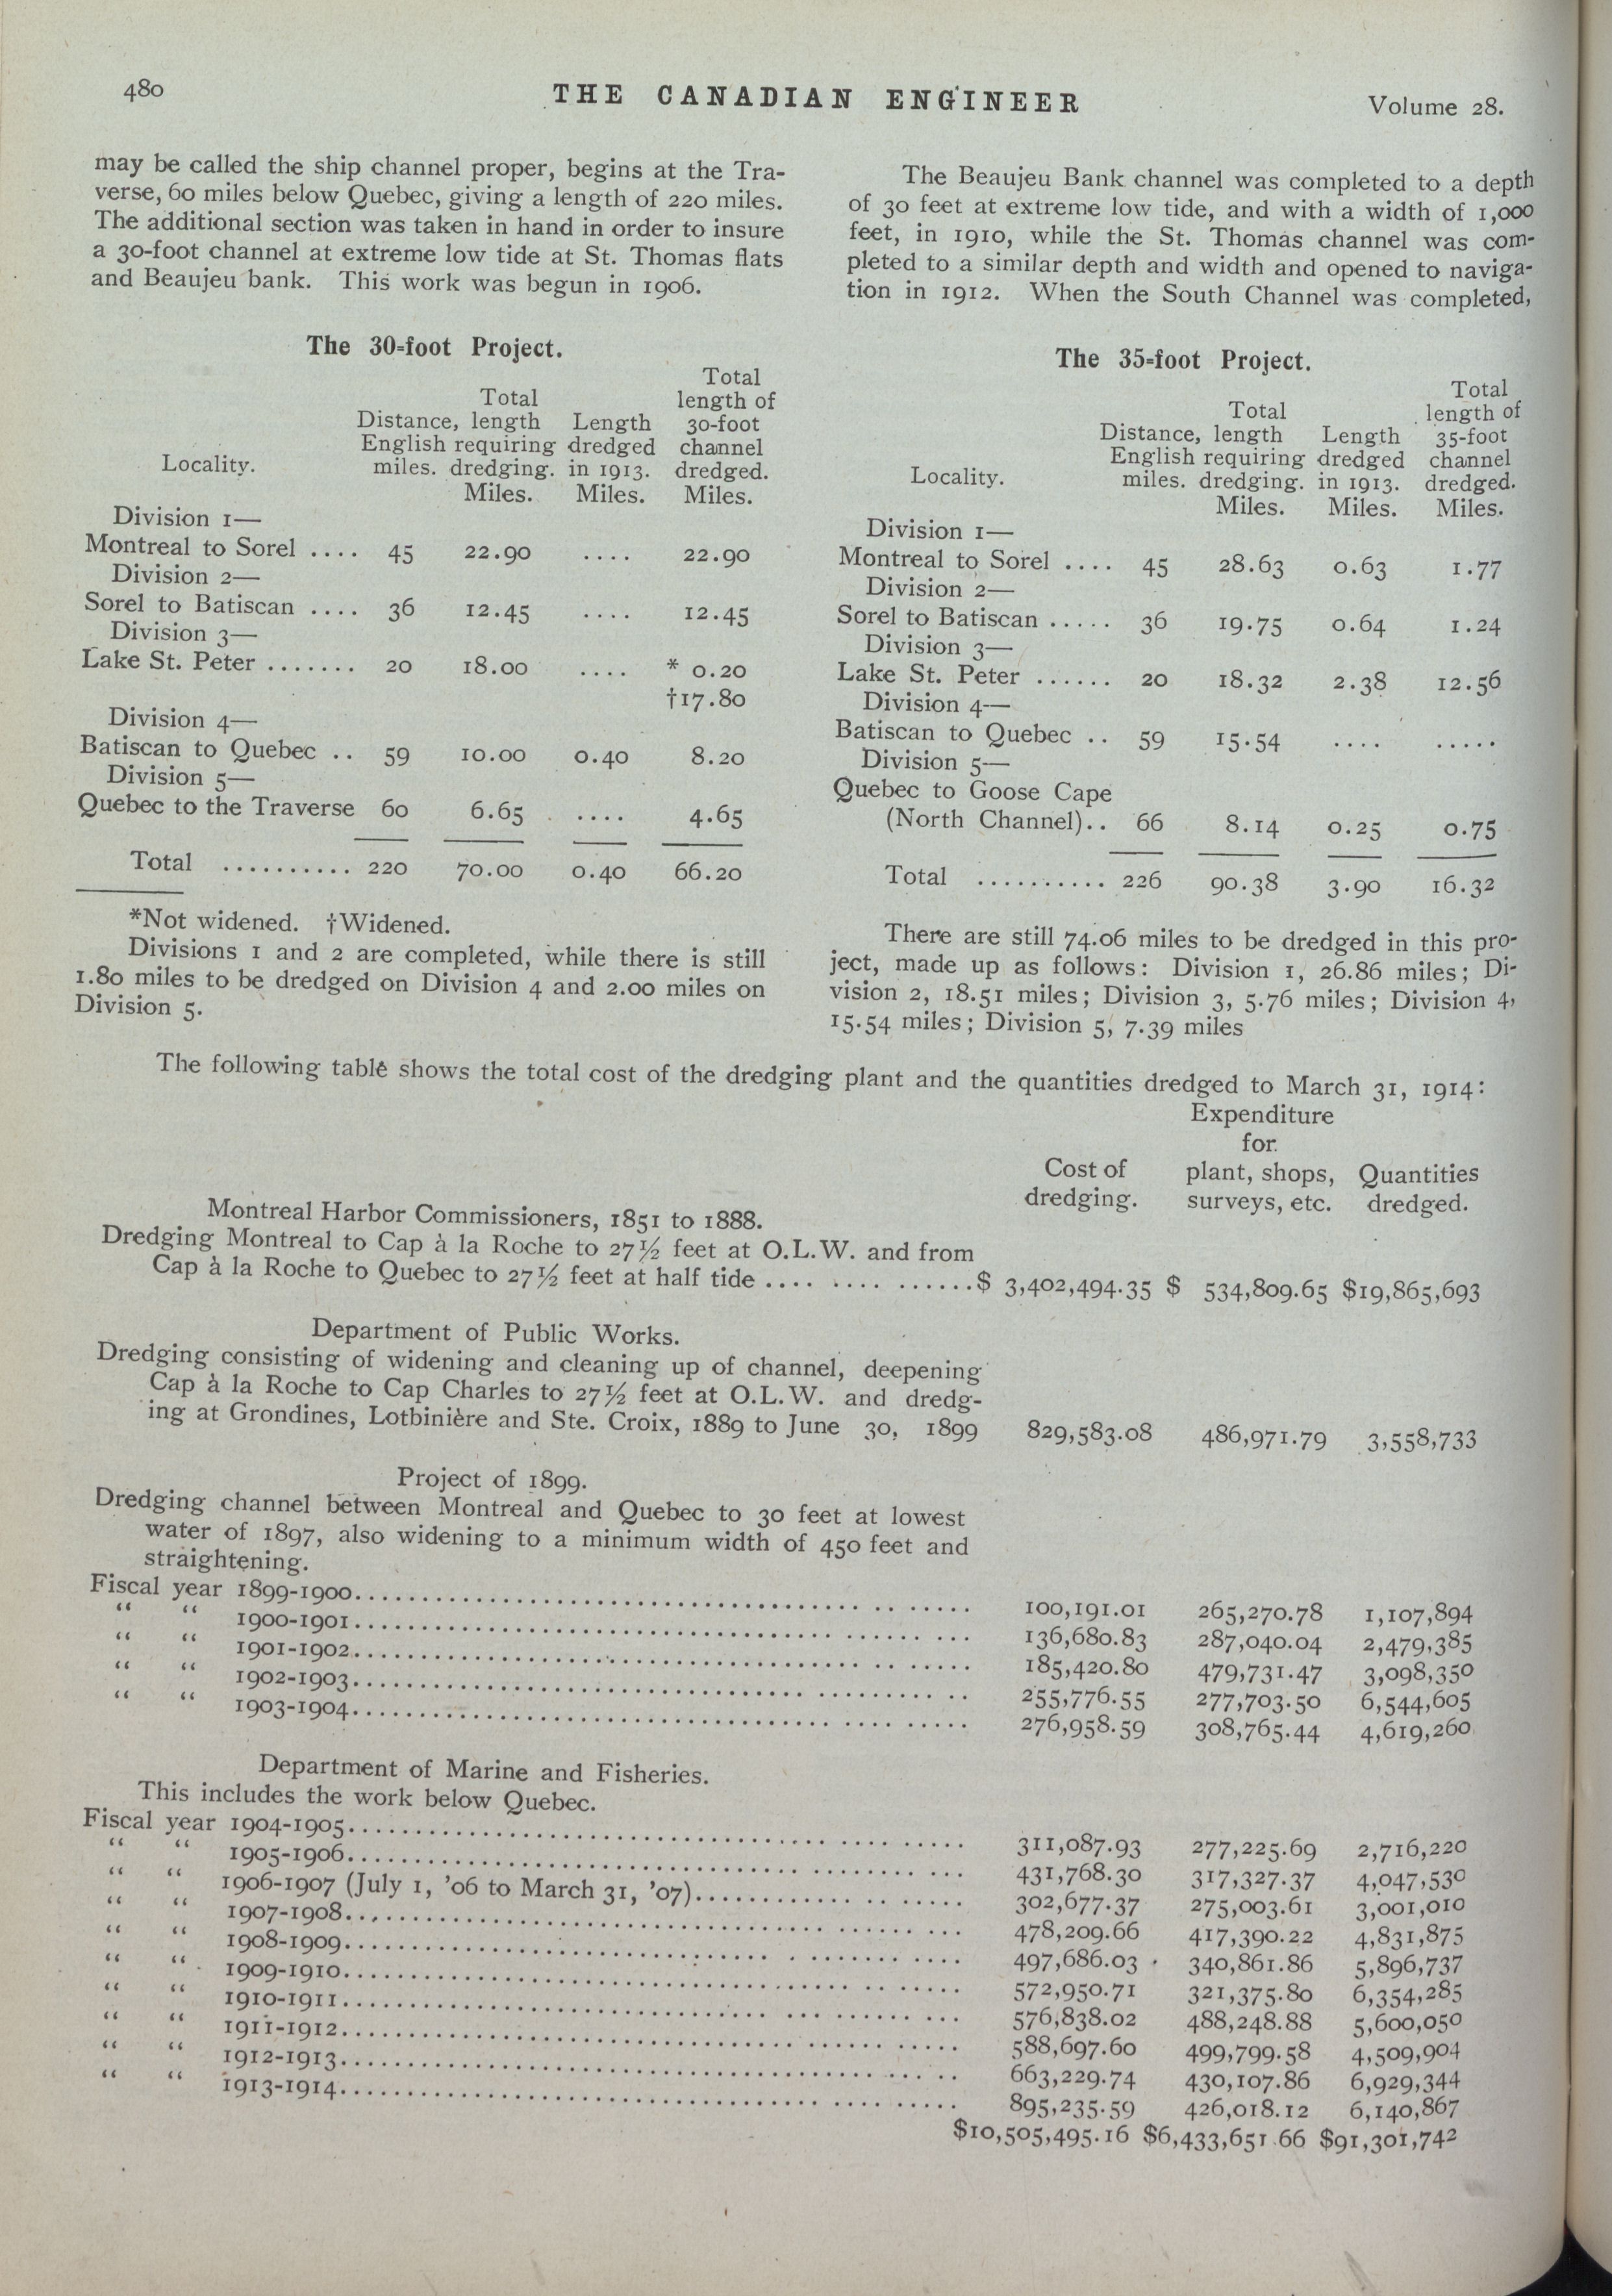 480
THE CANADIAN ENGINEER
Volume 28.
may be called the ship channel proper, begins at the Tra-
verse, 60 miles below Quebec, giving a length of 220 miles.
The additional section was taken in hand in order to insure
a 30-foot channel at extreme low tide at St. Thomas flats
and Beaujeu bank. This work was begun in 1906.
The 30-foot Project.
Total
Total length of
Distance, length Length 30-foot
English requiring dredged channel
Locality. miles. dredging. in 1913. dredged.
Miles. Miles. Miles.
Division 1—
Montreal to Sorel .... 45 22.90 .... 22.90
Division 2—
Sorel to Batiscan .... 36 12.45 .... 12.45
Division 3—
Lake St. Peter ....... 20 18.00 .... * 0.20
†17.80
Division 4—
Batiscan to Quebec .. 59 10.00 0.40 8.20
Division 5—
Quebec to the Traverse 60 6.65 .... 4.65
Total .......... 220 70.00 0.40 66.20
*Not widened. †Widened.
Divisions 1 and 2 are completed, while there is still
1.80 miles to be dredged on Division 4 and 2.00 miles on
Division 5.
The Beaujeu Bank channel was completed to a depth
of 30 feet at extreme low tide, and with a width of 1,000
feet, in 1910, while the St. Thomas channel was com-
pleted to a similar depth and width and opened to naviga-
tion in 1912. When the South Channel was completed,
The 35-foot Project.
Total
Total length of
Distance, length Length 35-foot
English requiring dredged channel
Locality. miles. dredging. in 1913. dredged.
Miles. Miles. Miles.
Division 1—
Montreal to Sorel .... 45 28.63 0.63 1.77
Division 2—
Sorel to Batiscan ..... 36 19.75 0.64 1.24
Division 3—
Lake St. Peter ...... 20 18.32 2.38 12.56
Division 4—
Batiscan to Quebec .. 59 15.54 .... .....
Division 5—
Quebec to Goose Cape
(North Channel).. 66 8.14 0.25 0.75
Total .......... 226 90.38 3.90 16.32
There are still 74.06 miles to be dredged in this pro-
ject, made up as follows: Division 1, 26.86 miles; Di-
vision 2, 18.51 miles; Division 3, 5.76 miles; Division 4,
15.54 miles; Division 5, 7.39 miles
The following table shows the total cost of the dredging plant and the quantities dredged to March 31, 1914:
Expenditure
for
Cost of plant, shops, Quantities
dredging. surveys, etc. dredged.
Montreal Harbor Commissioners, 1851 to 1888.
Dredging Montreal to Cap à la Roche to 27½ feet at O.L.W. and from
Cap à la Roche to Quebec to 27½ feet at half tide .... .... ......$ 3,402,494.35 $ 534,809.65 $19,865,693
Department of Public Works.
Dredging consisting of widening and cleaning up of channel, deepening
Cap à la Roche to Cap Charles to 27½ feet at O.L.W. and dredg-
ing at Grondines, Lotbinière and Ste. Croix, 1889 to June 30, 1899 829,583.08 486,971.79 3,558,733
Project of 1899.
Dredging channel between Montreal and Quebec to 30 feet at lowest
water of 1897, also widening to a minimum width of 450 feet and
straightening.
Fiscal year 1899-1900........ 100,191.01 265,270.78 1,107,894
“ “ 1900-1901........ 136,680.83 287,040.04 2,479,385
“ “ 1901-1902........ 185,420.80 479,731.47 3,098,350
“ “ 1902-1903........ 255,776.55 277,703.50 6,544,605
“ “ 1903-1904........ 276,958.59 308,765.44 4,619,260
Department of Marine and Fisheries.
This includes the work below Quebec.
Fiscal year 1904-1905........ 311,087.93 277,225.69 2,716,220
“ “ 1905-1906........ 431,768.30 317,327.37 4,047,530
“ “ 1906-1907 (July 1, ’06 to March 31, ’07)........ 302,677.37 275,003.61 3,001,010
“ “ 1907-1908........ 478,209.66 417,390.22 4,831,875
“ “ 1908-1909........ 497,686.03 340,861.86 5,896,737
“ “ 1909-1910........ 572,950.71 321,375.80 6,354,285
“ “ 1910-1911........ 576,838.02 488,248.88 5,600,050
“ “ 1911-1912........ 588,697.60 499,799.58 4,509,904
“ “ 1912-1913........ 663,229.74 430,107.86 6,929,344
“ “ 1913-1914........ 895,235.59 426,018.12 6,140,867
$10,505,495.16 $6,433,651.66 $91,301,742